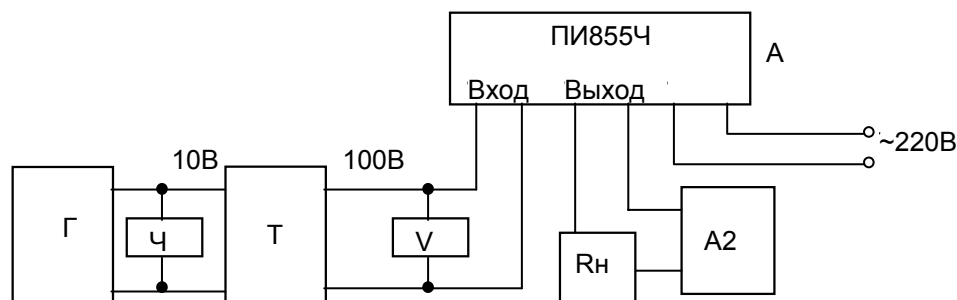 ПИ855Ч
А
Вход Выход
~220В
10В 100В
Г
Ч
Т
V
Rн
А2